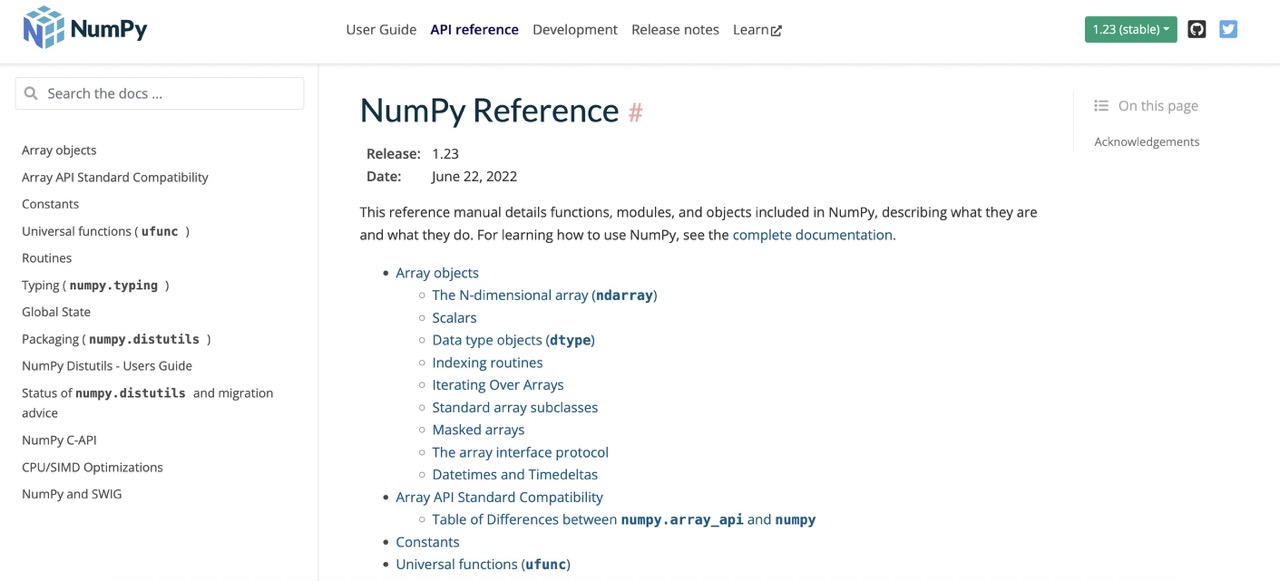 NumPy
User Guide
API reference
Development
Release notes
Learn
1.23 (stable)
Search the docs ...
Array objects
Array API Standard Compatibility
Constants
Universal functions ( ufunc )
Routines
Typing ( numpy.typing )
Global State
Packaging ( numpy.distutils )
NumPy Distutils - Users Guide
Status of numpy.distutils and migration
advice
NumPy C-API
CPU/SIMD Optimizations
NumPy and SWIG
NumPy Reference #
Release: 1.23
Date: June 22, 2022
This reference manual details functions, modules, and objects included in NumPy, describing what they are
and what they do. For learning how to use NumPy, see the complete documentation.
• Array objects
◦ The N-dimensional array (ndarray)
◦ Scalars
◦ Data type objects (dtype)
◦ Indexing routines
◦ Iterating Over Arrays
◦ Standard array subclasses
◦ Masked arrays
◦ The array interface protocol
◦ Datetimes and Timedeltas
• Array API Standard Compatibility
◦ Table of Differences between numpy.array_api and numpy
• Constants
• Universal functions (ufunc)
On this page
Acknowledgements